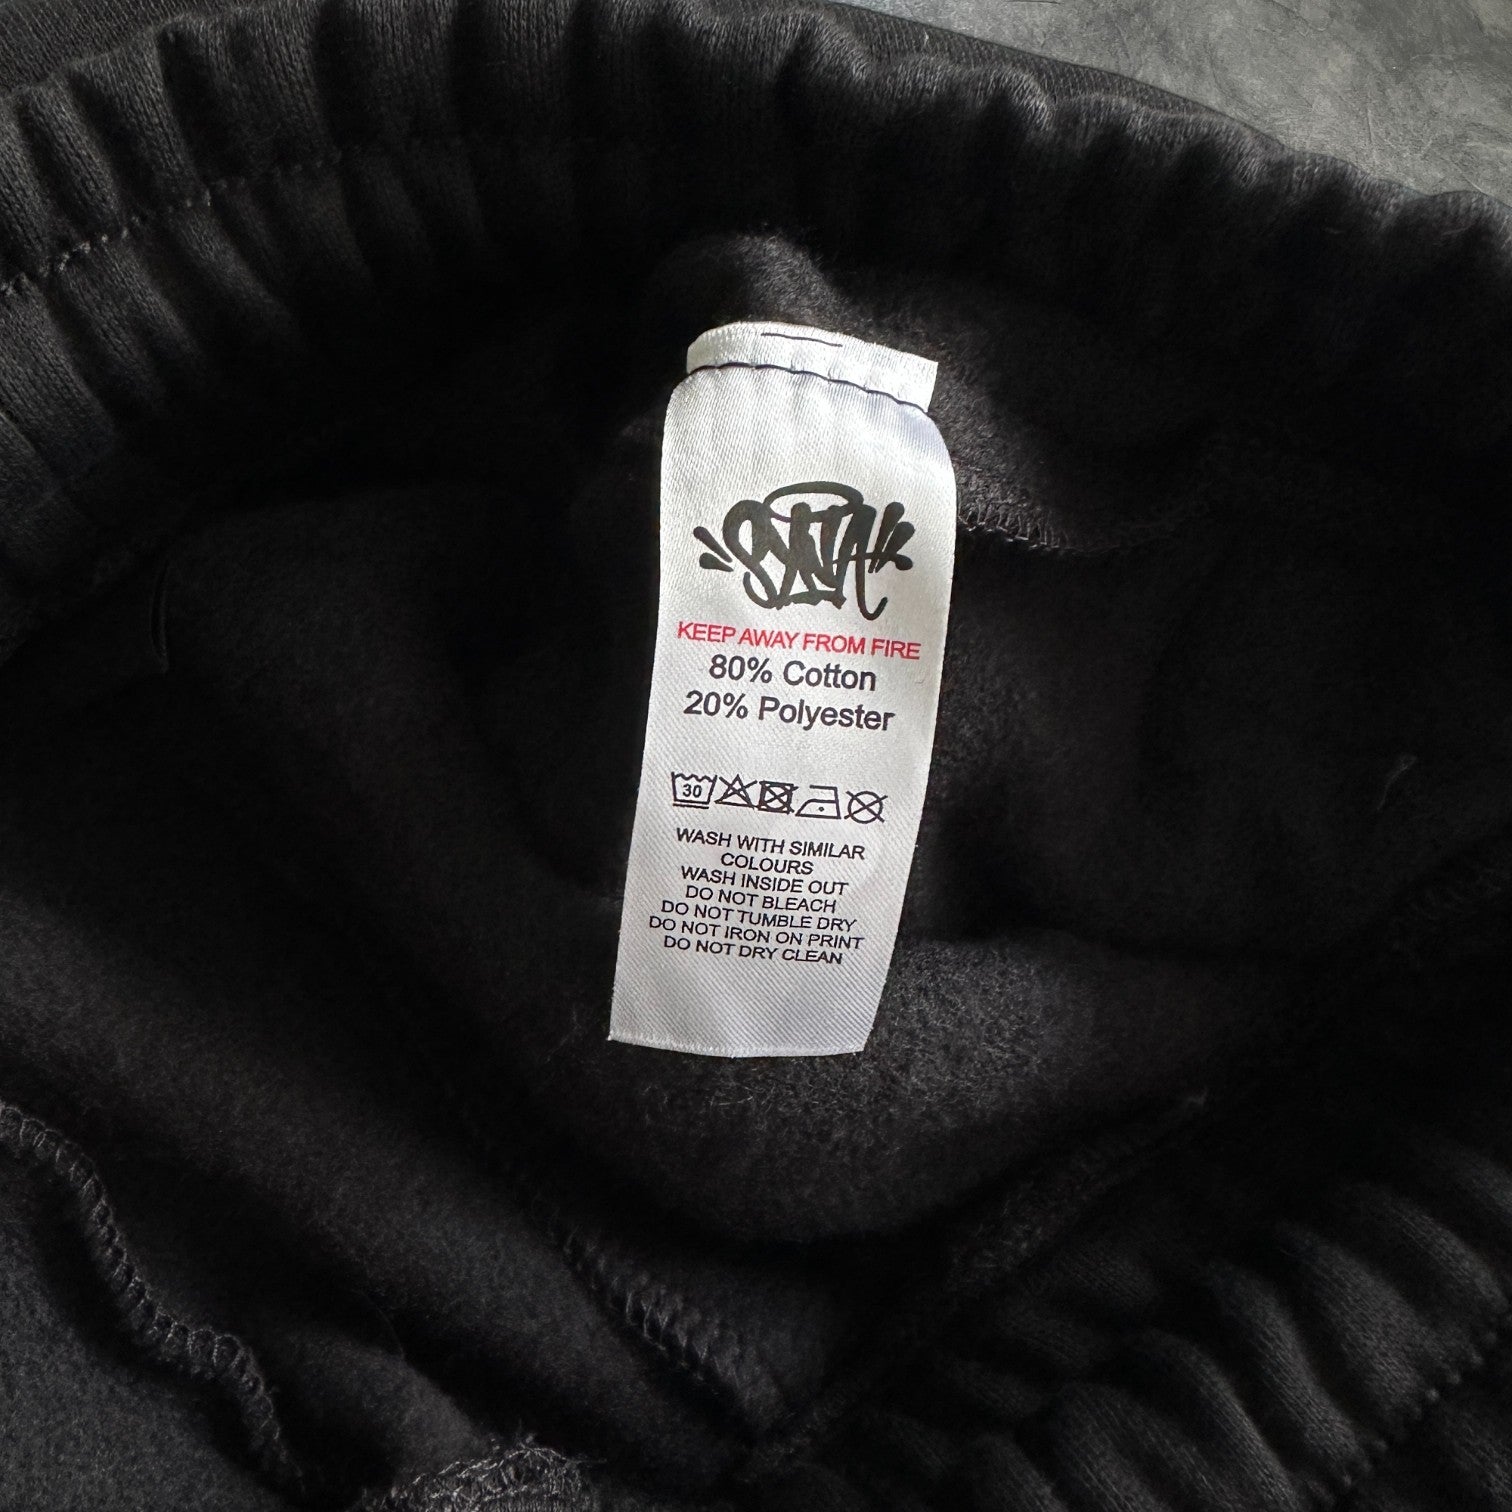 SYNA
KEEP AWAY FROM FIRE
80% Cotton
20% Polyester
30
WASH WITH SIMILAR
COLOURS
WASH INSIDE OUT
DO NOT BLEACH
DO NOT TUMBLE DRY
DO NOT IRON ON PRINT
DO NOT DRY CLEAN